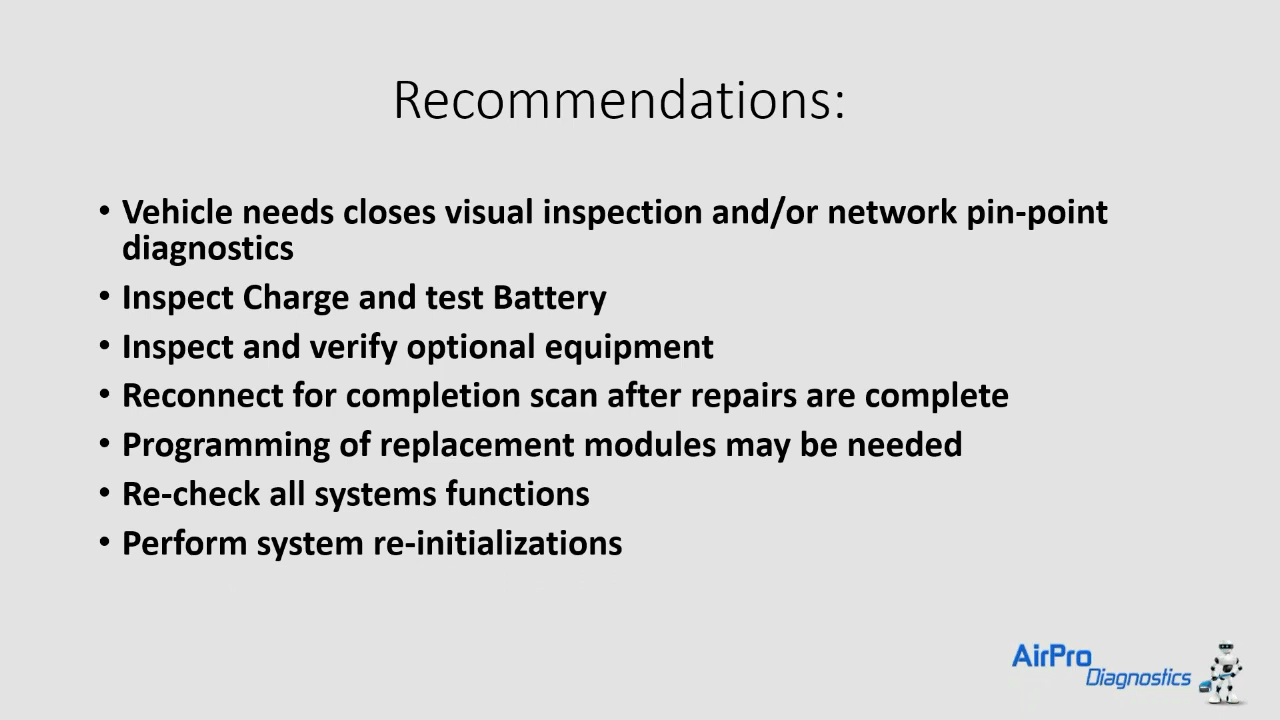 Recommendations:
• Vehicle needs closes visual inspection and/or network pin-point
diagnostics
• Inspect Charge and test Battery
• Inspect and verify optional equipment
• Reconnect for completion scan after repairs are complete
• Programming of replacement modules may be needed
• Re-check all systems functions
• Perform system re-initializations
AirPro
Diagnostics